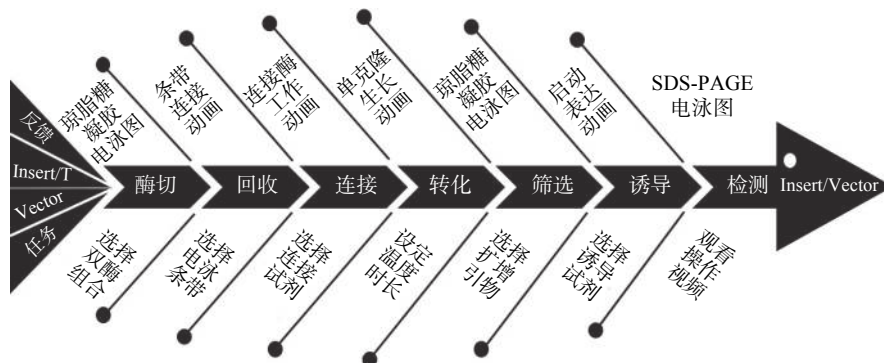 琼脂糖
凝胶
电泳图
条带
连接
动画
连接酶
工作
动画
单克隆
生长
动画
琼脂糖
凝胶
电泳图
启动
表达
动画
SDS-PAGE
电泳图
反馈
Insert/T
Vector
任务
酶切
回收
连接
转化
筛选
诱导
检测
Insert/Vector
选择
双酶
组合
选择
电泳
条带
选择
连接
试剂
设定
温度
时长
选择
扩增
引物
选择
诱导
试剂
观看
操作
视频